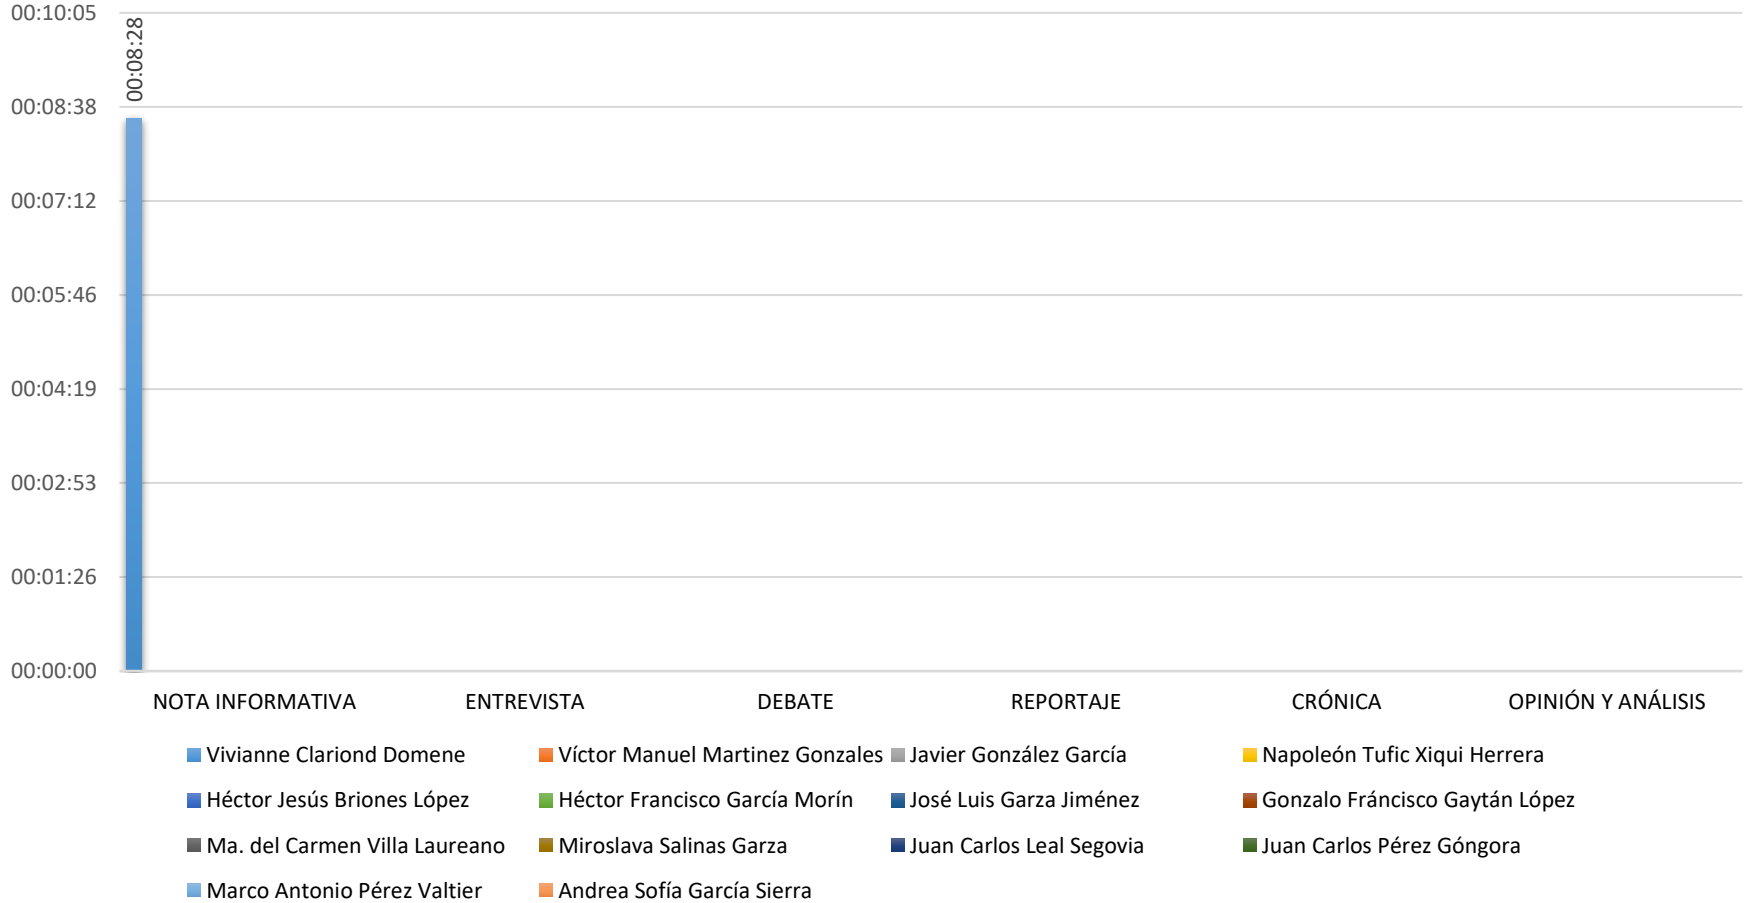 00:10:05
00:08:28
00:08:38
00:07:12
00:05:46
00:04:19
00:02:53
00:01:26
00:00:00
NOTA INFORMATIVA ENTREVISTA DEBATE REPORTAJE CRÓNICA OPINIÓN Y ANÁLISIS
Vivianne Clariond Domene Víctor Manuel Martinez Gonzales Javier González García Napoleón Tufic Xiqui Herrera
Héctor Jesús Briones López Héctor Francisco García Morín José Luis Garza Jiménez Gonzalo Fráncisco Gaytán López
Ma. del Carmen Villa Laureano Miroslava Salinas Garza Juan Carlos Leal Segovia Juan Carlos Pérez Góngora
Marco Antonio Pérez Valtier Andrea Sofía García Sierra